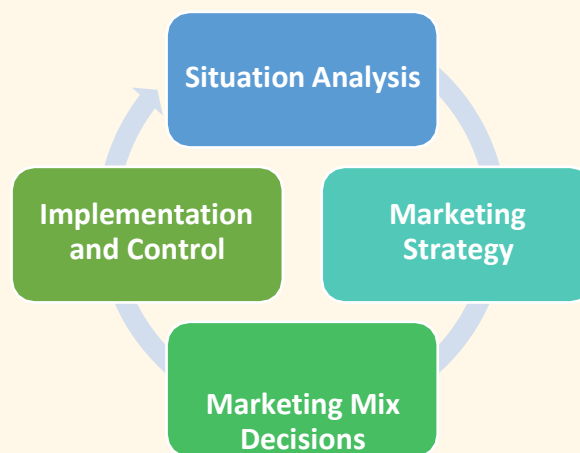 Situation Analysis
Implementation
and Control
Marketing
Strategy
Marketing Mix
Decisions